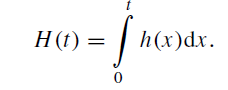 H(t) = ∫₀ᵗ h(x)dx.